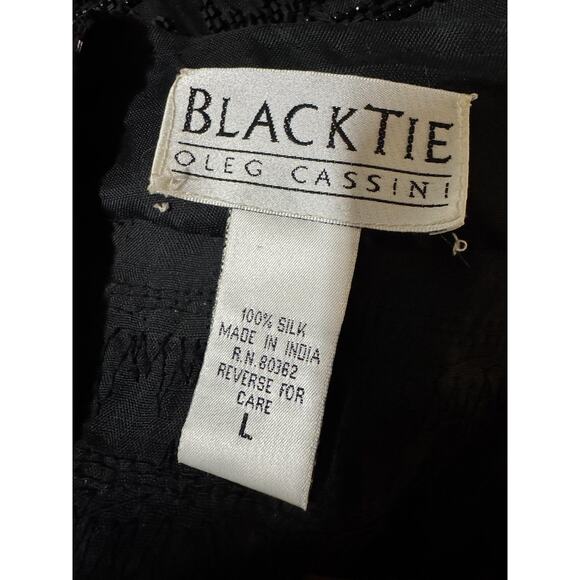 BLACKTIE
OLEG CASSINI
100% SILK
MADE IN INDIA
R.N. 80362
REVERSE FOR
CARE
L